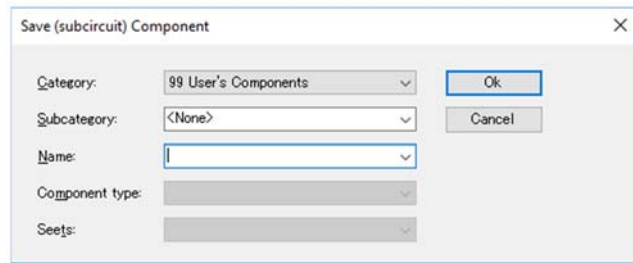 Save (subcircuit) Component
Category: 99 User's Components Ok
Subcategory: <None> Cancel
Name:
Component type:
Seets: